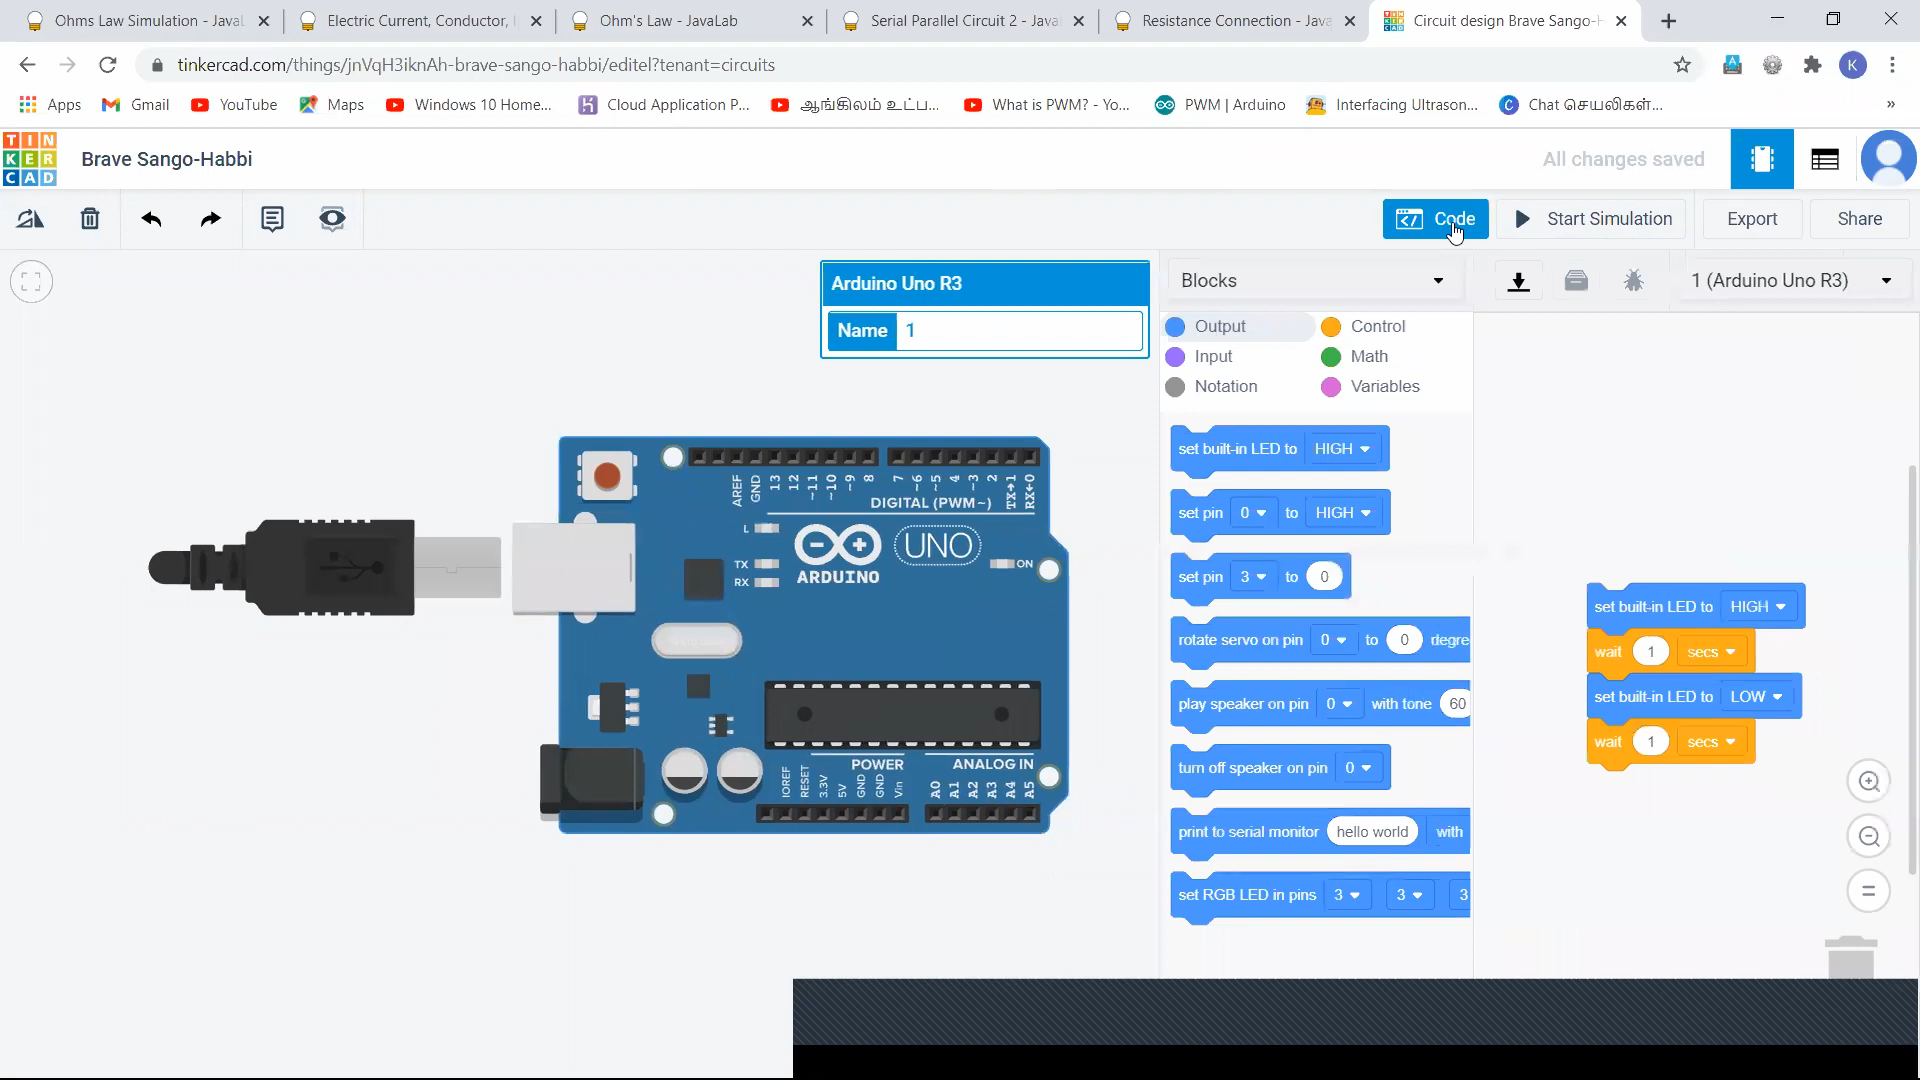 Ohms Law Simulation - JavaL
Electric Current, Conductor, I
Ohm's Law - JavaLab
Serial Parallel Circuit 2 - Java
Resistance Connection - Java
Circuit design Brave Sango-H
tinkercad.com/things/jnVqH3iknAh-brave-sango-habbi/editel?tenant=circuits
K
Apps
Gmail
YouTube
Maps
Windows 10 Home...
Cloud Application P...
ஆங்கிலம் உட்ப...
What is PWM? - Yo...
PWM | Arduino
Interfacing Ultrason...
Chat செயலிகள்...
»
TIN
KER
CAD
Brave Sango-Habbi
All changes saved
Code
Start Simulation
Export
Share
Arduino Uno R3
Name 1
Blocks
1 (Arduino Uno R3)
Output
Control
Input
Math
Notation
Variables
set built-in LED to HIGH
set pin 0 to HIGH
set pin 3 to 0
rotate servo on pin 0 to 0 degre
play speaker on pin 0 with tone 60
turn off speaker on pin 0
print to serial monitor hello world with
set RGB LED in pins 3 3 3
set built-in LED to HIGH
wait 1 secs
set built-in LED to LOW
wait 1 secs
AREF
GND
13
12
~11
~10
~9
8
7
~6
~5
4
~3
2
TX→1
RX←0
DIGITAL (PWM~)
L
TX
RX
UNO
ARDUINO
ON
POWER
ANALOG IN
IOREF
RESET
3.3V
5V
GND
GND
Vin
A0
A1
A2
A3
A4
A5